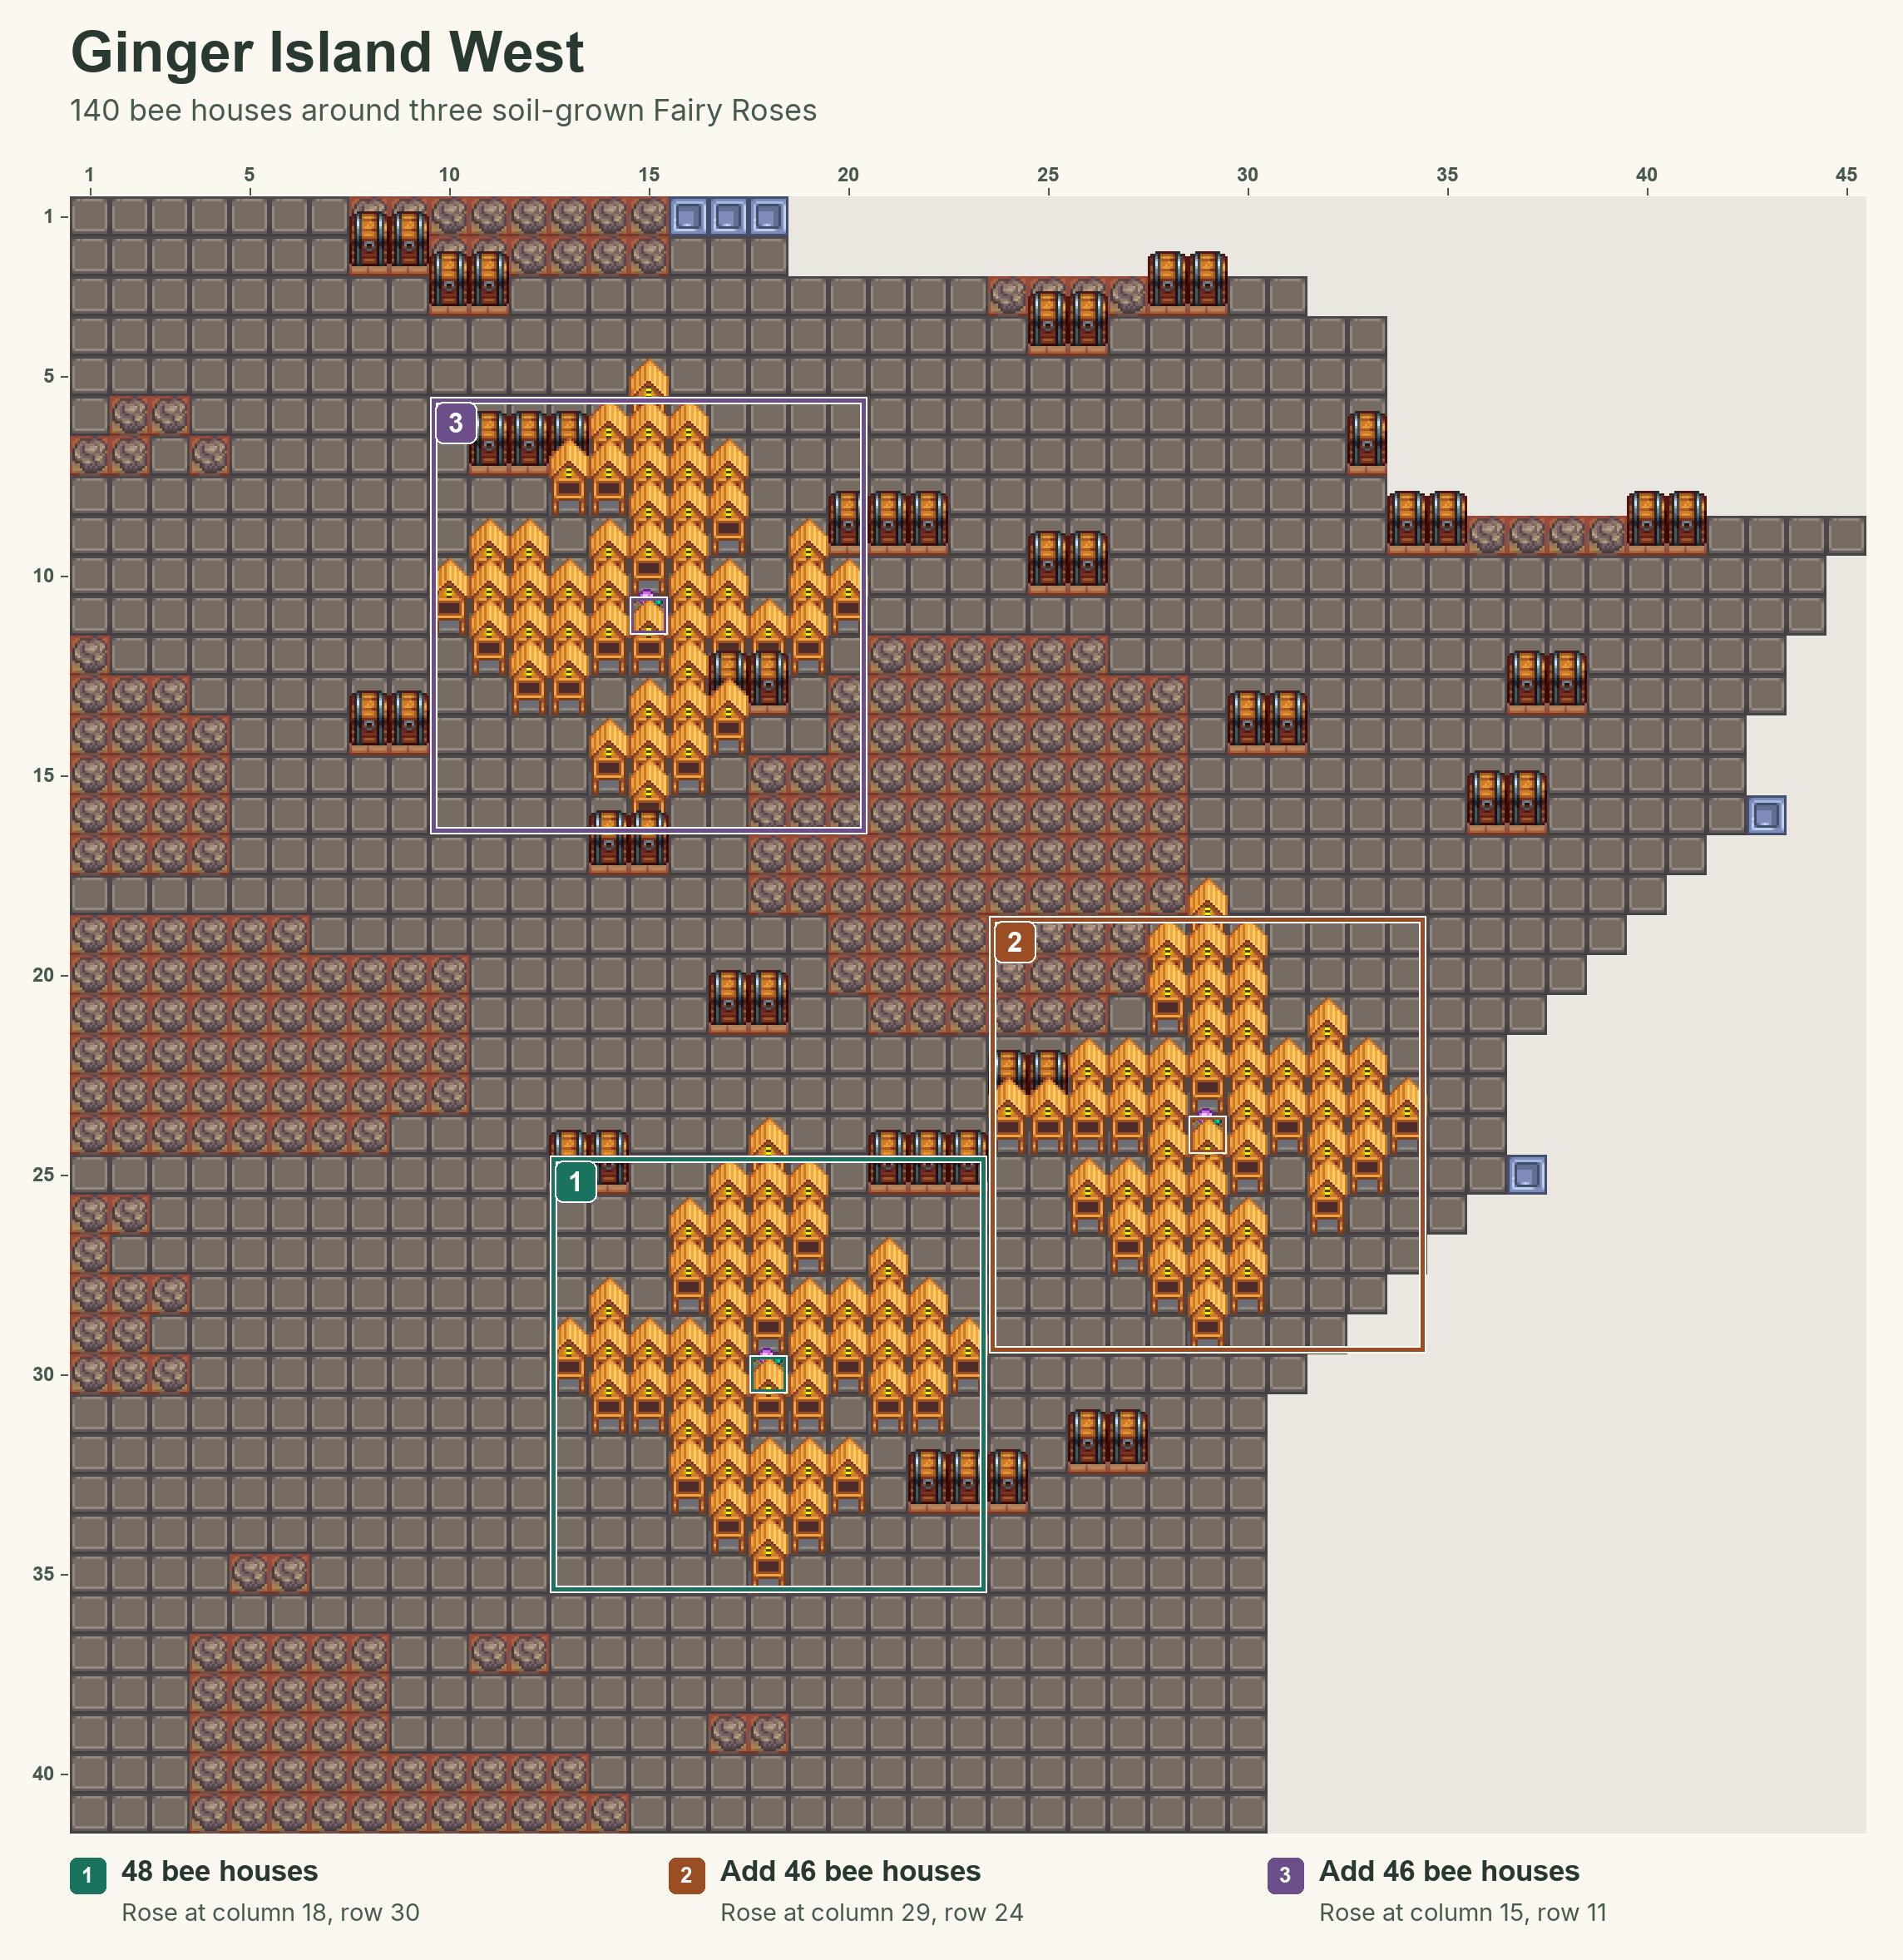 Ginger Island West
140 bee houses around three soil-grown Fairy Roses
1 5 10 15 20 25 30 35 40 45
1
5
3
10
15
2
20
25
1
30
35
40
1 48 bee houses
Rose at column 18, row 30
2 Add 46 bee houses
Rose at column 29, row 24
3 Add 46 bee houses
Rose at column 15, row 11